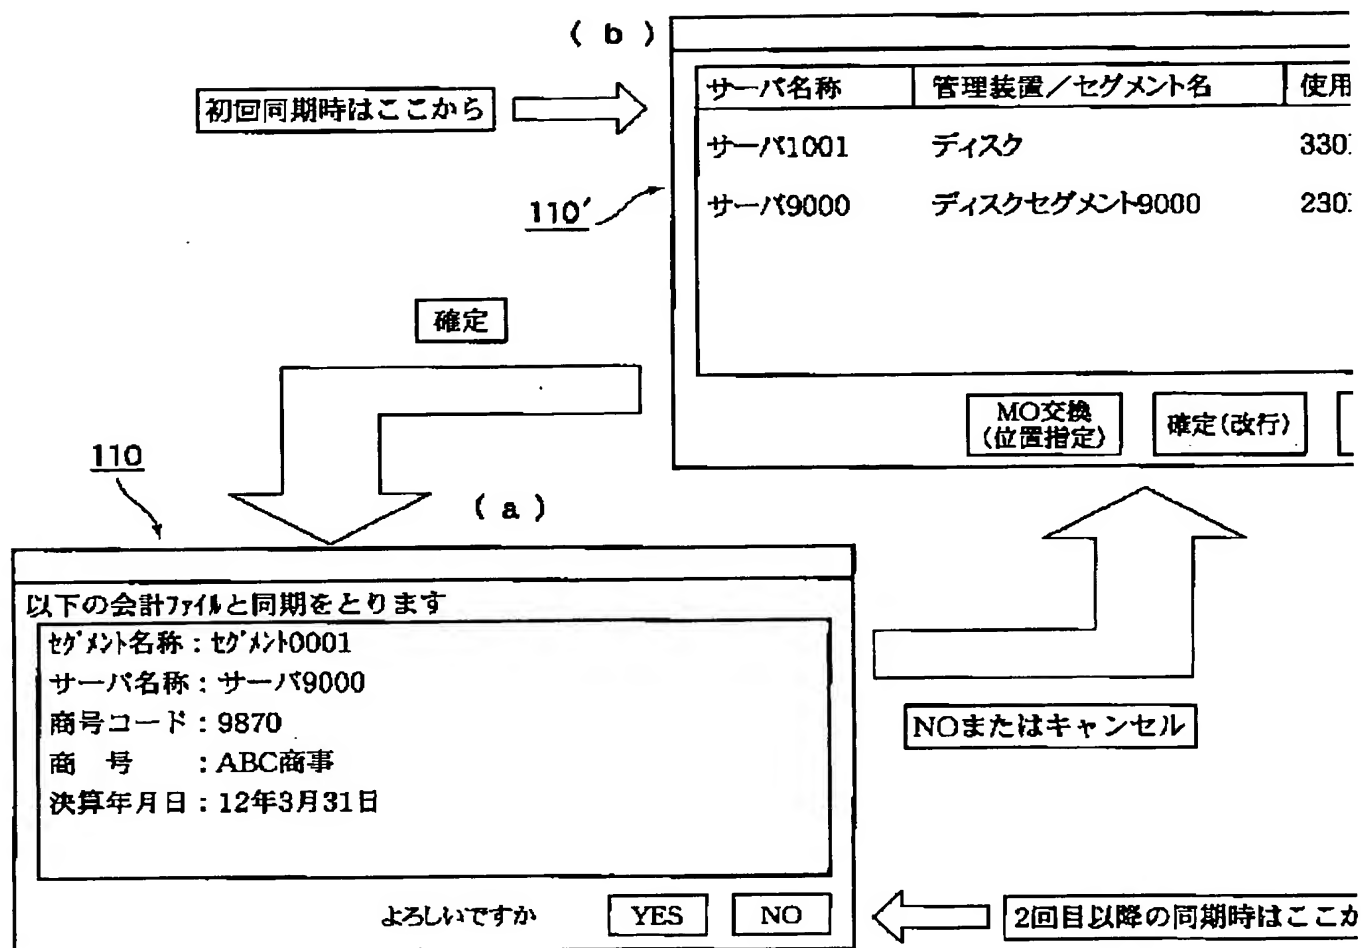 ( b )
初回同期時はここから
サーバ名称 管理装置／セグメント名 使用
サーバ1001 ディスク 330
サーバ9000 ディスクセグメント9000 230
110′
確定
MO交換
(位置指定)
確定(改行)
110
( a )
以下の会計ﾌｧｲﾙと同期をとります
ｾｸﾞﾒﾝﾄ名称：ｾｸﾞﾒﾝﾄ0001
サーバ名称：サーバ9000
商号コード：9870
商 号 ：ABC商事
決算年月日：12年3月31日
NOまたはキャンセル
よろしいですか YES NO
2回目以降の同期時はここか